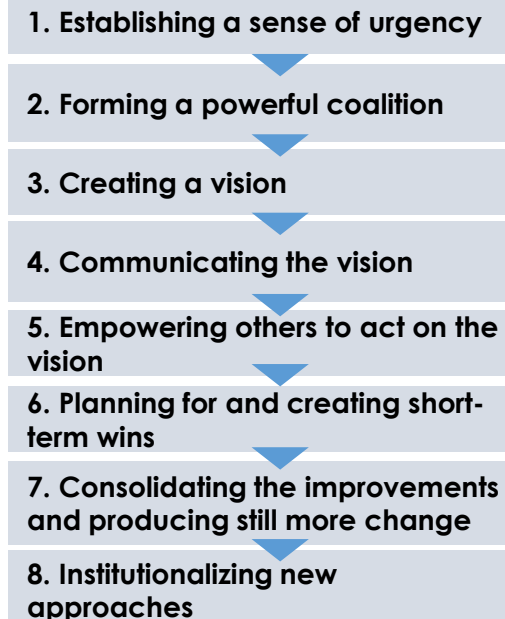 1. Establishing a sense of urgency
2. Forming a powerful coalition
3. Creating a vision
4. Communicating the vision
5. Empowering others to act on the
vision
6. Planning for and creating short-
term wins
7. Consolidating the improvements
and producing still more change
8. Institutionalizing new
approaches